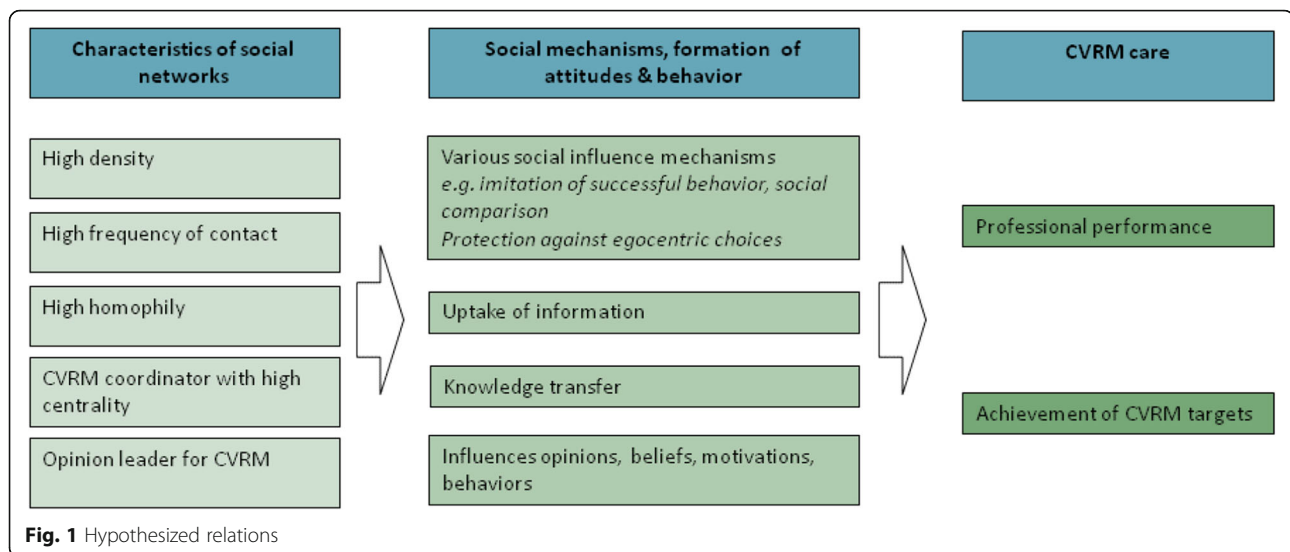 Characteristics of social
networks
High density
High frequency of contact
High homophily
CVRM coordinator with high
centrality
Opinion leader for CVRM
Social mechanisms, formation of
attitudes & behavior
Various social influence mechanisms
e.g. imitation of successful behavior, social
comparison
Protection against egocentric choices
Uptake of information
Knowledge transfer
Influences opinions, beliefs, motivations,
behaviors
CVRM care
Professional performance
Achievement of CVRM targets
Fig. 1 Hypothesized relations